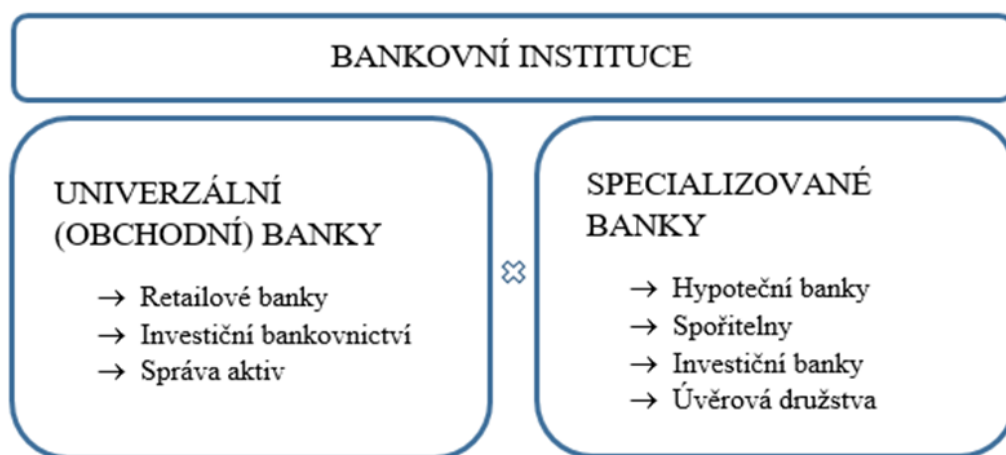 BANKOVNÍ INSTITUCE
UNIVERZÁLNÍ
(OBCHODNÍ) BANKY
→ Retailové banky
→ Investiční bankovnictví
→ Správa aktiv
SPECIALIZOVANÉ
BANKY
→ Hypoteční banky
→ Spořitelny
→ Investiční banky
→ Úvěrová družstva